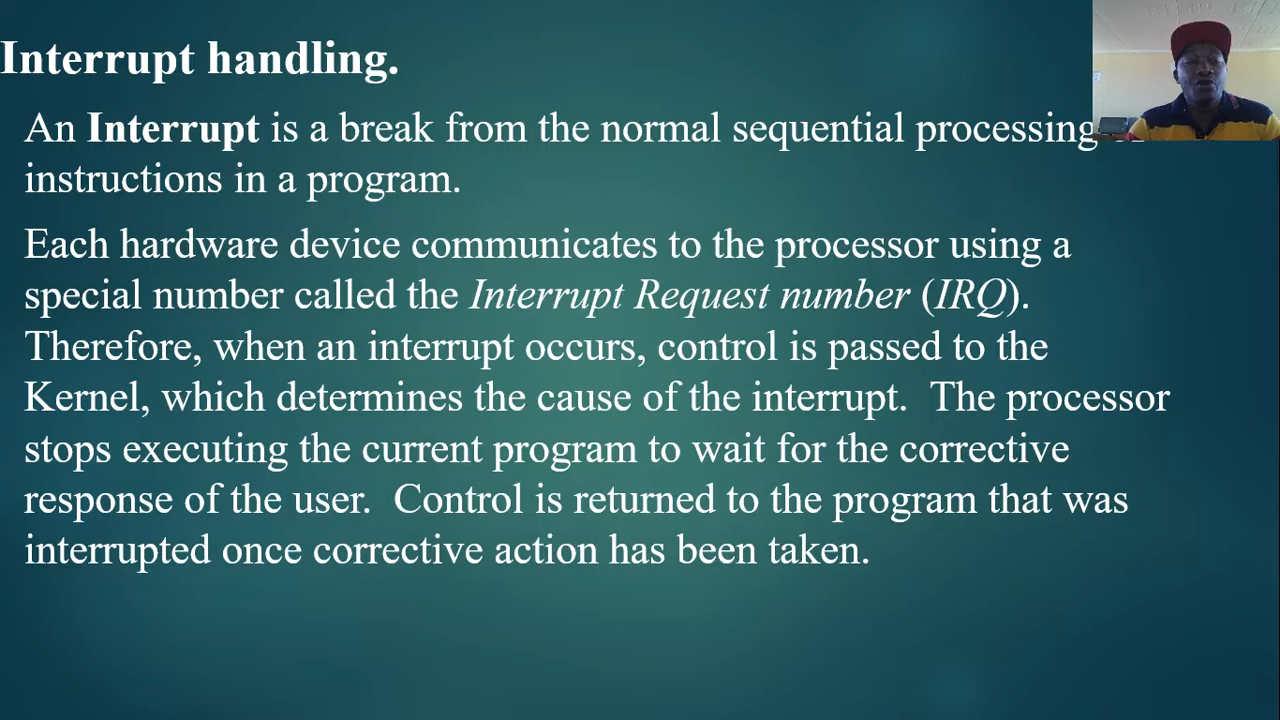 Interrupt handling.
An Interrupt is a break from the normal sequential processing
instructions in a program.
Each hardware device communicates to the processor using a
special number called the Interrupt Request number (IRQ).
Therefore, when an interrupt occurs, control is passed to the
Kernel, which determines the cause of the interrupt.  The processor
stops executing the current program to wait for the corrective
response of the user.  Control is returned to the program that was
interrupted once corrective action has been taken.